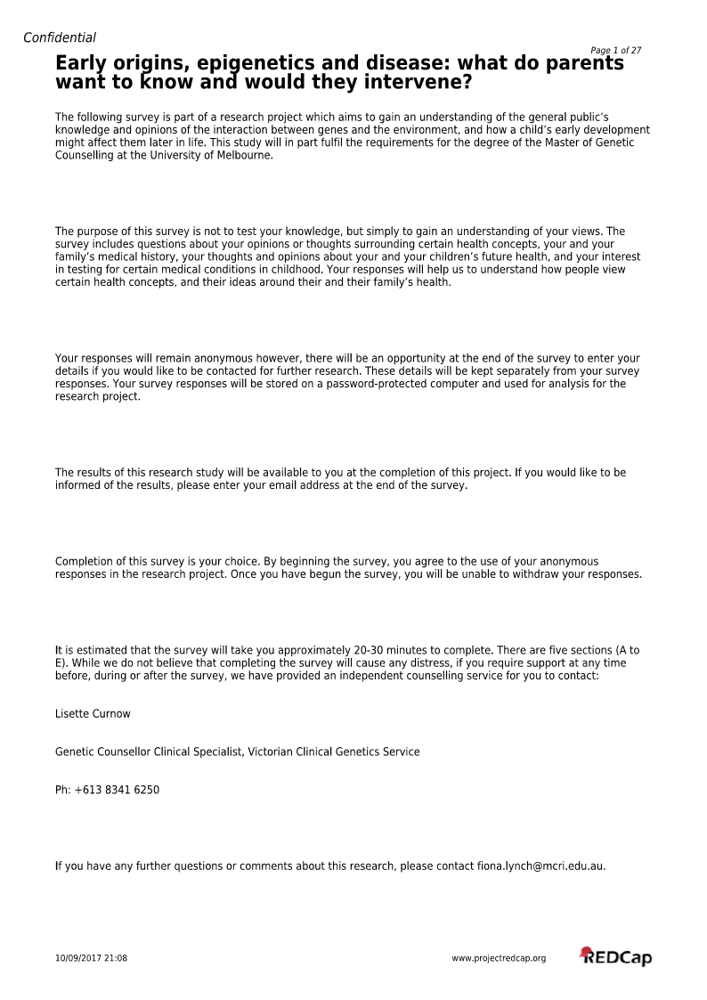 Confidential
Page 1 of 27
Early origins, epigenetics and disease: what do parents
want to know and would they intervene?
The following survey is part of a research project which aims to gain an understanding of the general public’s
knowledge and opinions of the interaction between genes and the environment, and how a child’s early development
might affect them later in life. This study will in part fulfil the requirements for the degree of the Master of Genetic
Counselling at the University of Melbourne.
The purpose of this survey is not to test your knowledge, but simply to gain an understanding of your views. The
survey includes questions about your opinions or thoughts surrounding certain health concepts, your and your
family’s medical history, your thoughts and opinions about your and your children’s future health, and your interest
in testing for certain medical conditions in childhood. Your responses will help us to understand how people view
certain health concepts, and their ideas around their and their family’s health.
Your responses will remain anonymous however, there will be an opportunity at the end of the survey to enter your
details if you would like to be contacted for further research. These details will be kept separately from your survey
responses. Your survey responses will be stored on a password-protected computer and used for analysis for the
research project.
The results of this research study will be available to you at the completion of this project. If you would like to be
informed of the results, please enter your email address at the end of the survey.
Completion of this survey is your choice. By beginning the survey, you agree to the use of your anonymous
responses in the research project. Once you have begun the survey, you will be unable to withdraw your responses.
It is estimated that the survey will take you approximately 20-30 minutes to complete. There are five sections (A to
E). While we do not believe that completing the survey will cause any distress, if you require support at any time
before, during or after the survey, we have provided an independent counselling service for you to contact:
Lisette Curnow
Genetic Counsellor Clinical Specialist, Victorian Clinical Genetics Service
Ph: +613 8341 6250
If you have any further questions or comments about this research, please contact fiona.lynch@mcri.edu.au.
10/09/2017 21:08
www.projectredcap.org
REDCap